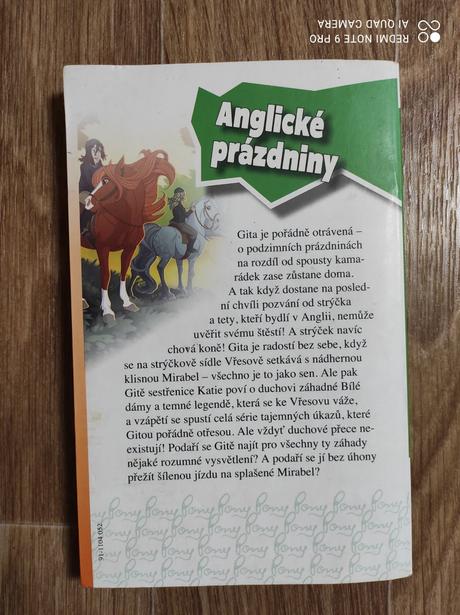 REDMI NOTE 9 PRO
AI QUAD CAMERA
Anglické
prázdniny
Gita je pořádně otrávená –
o podzimních prázdninách
na rozdíl od spousty kama-
rádek zase zůstane doma.
A tak když dostane na posled-
ní chvíli pozvání od strýčka
a tety, kteří bydlí v Anglii, nemůže
uvěřit svému štěstí! A strýček navíc
chová koně! Gita je radostí bez sebe, když
se na strýčkově sídle Vřesově setkává s nádhernou
klisnou Mirabel – všechno je to jako sen. Ale pak
Gitě sestřenice Katie poví o duchovi záhadné Bílé
dámy a temné legendě, která se ke Vřesovu váže,
a vzápětí se spustí celá série tajemných úkazů, které
Gitou pořádně otřesou. Ale vždyť duchové přece ne-
existují! Podaří se Gitě najít pro všechny ty záhady
nějaké rozumné vysvětlení? A podaří se jí bez úhony
přežít šílenou jízdu na splašené Mirabel?
91-1104 052